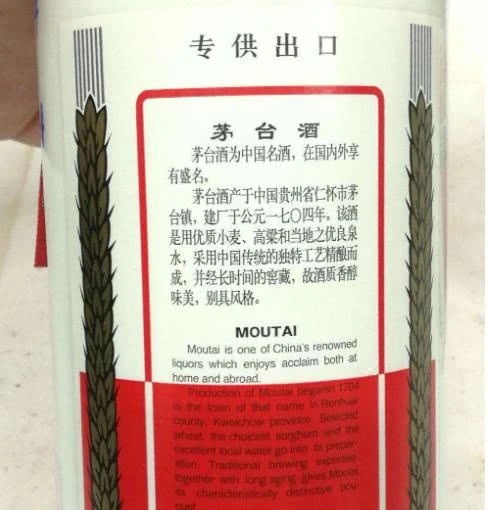 专供出口
茅台酒
茅台酒为中国名酒，在国内外享
有盛名。
茅台酒产于中国贵州省仁怀市茅
台镇，建厂于公元一七〇四年。该酒
是用优质小麦、高粱和当地之优良泉
水，采用中国传统的独特工艺精酿而
成，并经长时间的窖藏，故酒质香醇
味美，别具风格。
MOUTAI
Moutai is one of China's renowned
liquors which enjoys acclaim both at
home and abroad.
Production of Moutai beganin 1704
in the town of that name in Renhuai
county, Kweichow province. Selected
wheat, the choicest sorghum and the
excellent local water go into its prepar-
ation. Traditional brewing expertise
together with long aging gives Moutai
its characteristically distinctive bou-
quet